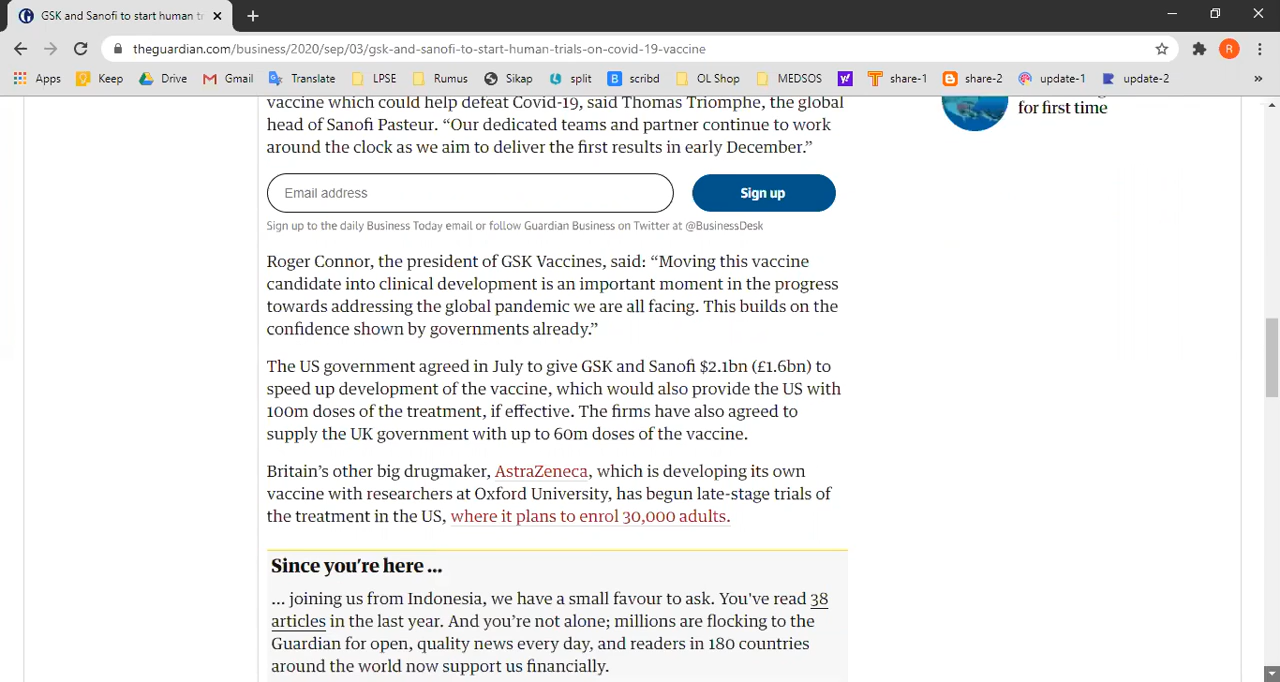 GSK and Sanofi to start human t
theguardian.com/business/2020/sep/03/gsk-and-sanofi-to-start-human-trials-on-covid-19-vaccine
R
Apps Keep Drive Gmail Translate LPSE Rumus Sikap split scribd OL Shop MEDSOS share-1 share-2 update-1 update-2 »
vaccine which could help defeat Covid-19, said Thomas Triomphe, the global
head of Sanofi Pasteur. “Our dedicated teams and partner continue to work
around the clock as we aim to deliver the first results in early December.”
for first time
Email address
Sign up
Sign up to the daily Business Today email or follow Guardian Business on Twitter at @BusinessDesk
Roger Connor, the president of GSK Vaccines, said: “Moving this vaccine
candidate into clinical development is an important moment in the progress
towards addressing the global pandemic we are all facing. This builds on the
confidence shown by governments already.”
The US government agreed in July to give GSK and Sanofi $2.1bn (£1.6bn) to
speed up development of the vaccine, which would also provide the US with
100m doses of the treatment, if effective. The firms have also agreed to
supply the UK government with up to 60m doses of the vaccine.
Britain’s other big drugmaker, AstraZeneca, which is developing its own
vaccine with researchers at Oxford University, has begun late-stage trials of
the treatment in the US, where it plans to enrol 30,000 adults.
Since you’re here ...
... joining us from Indonesia, we have a small favour to ask. You've read 38
articles in the last year. And you’re not alone; millions are flocking to the
Guardian for open, quality news every day, and readers in 180 countries
around the world now support us financially.